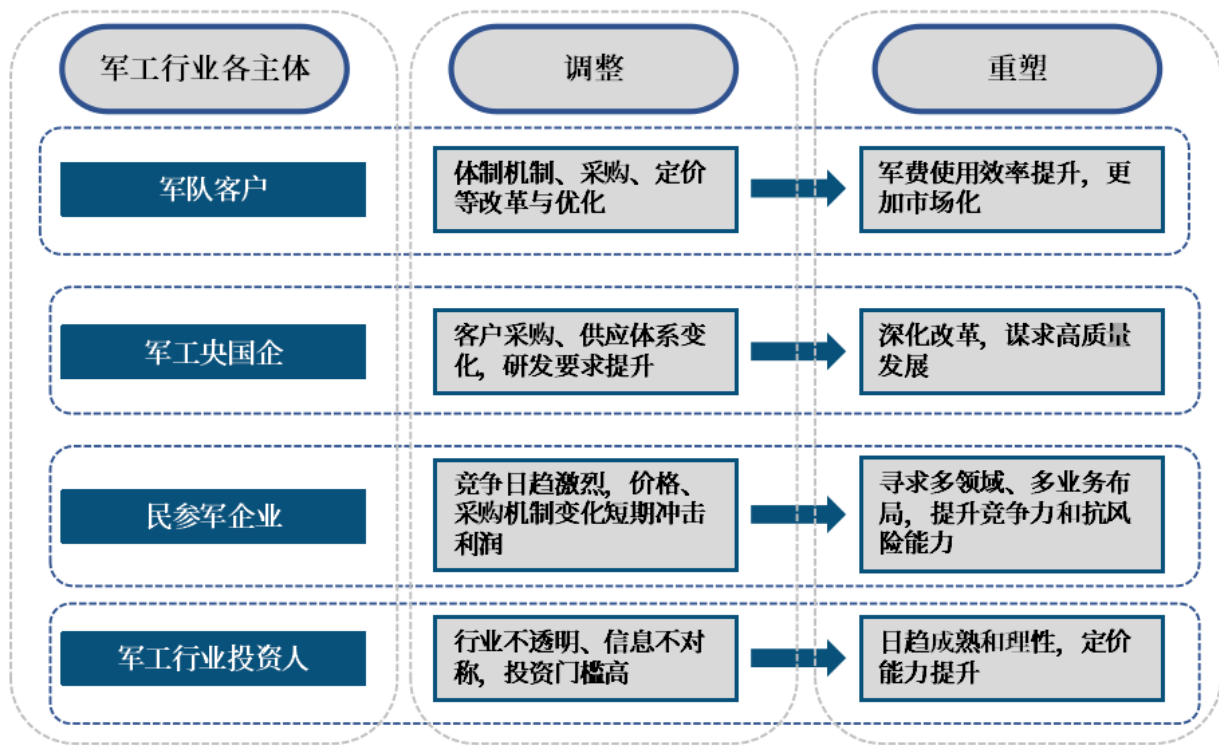 军工行业各主体
调整
重塑
军队客户
体制机制、采购、定价
等改革与优化
军费使用效率提升，更
加市场化
军工央国企
客户采购、供应体系变
化，研发要求提升
深化改革，谋求高质量
发展
民参军企业
竞争日趋激烈，价格、
采购机制变化短期冲击
利润
寻求多领域、多业务布
局，提升竞争力和抗风
险能力
军工行业投资人
行业不透明、信息不对
称，投资门槛高
日趋成熟和理性，定价
能力提升